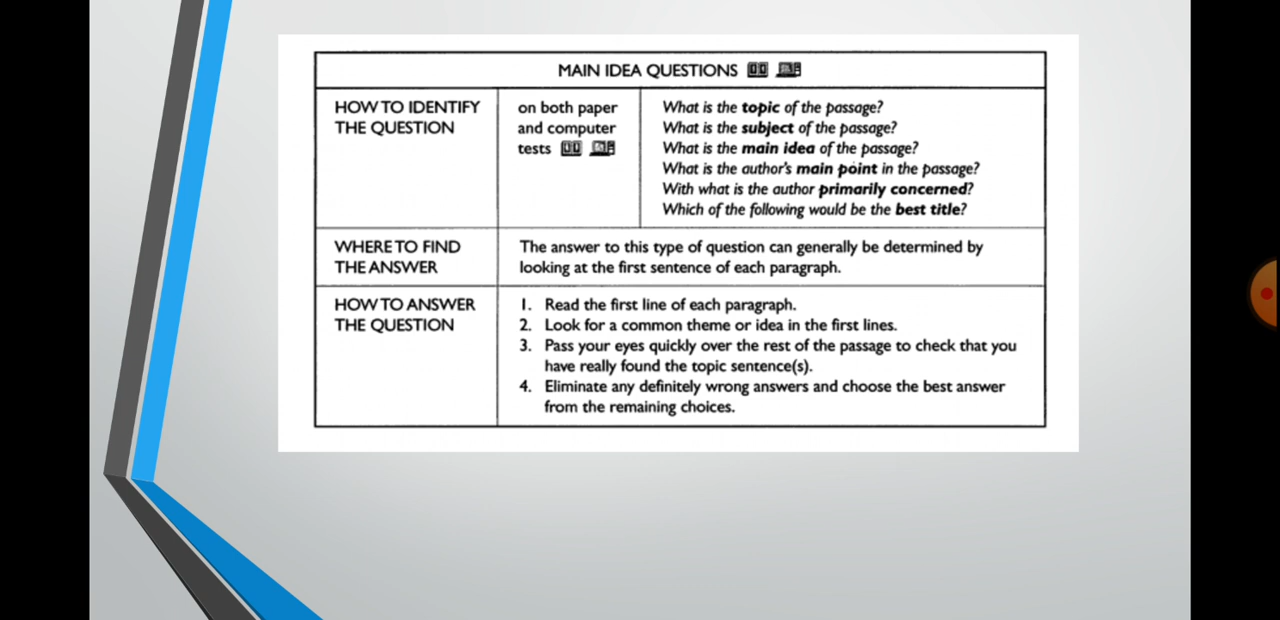 MAIN IDEA QUESTIONS
HOW TO IDENTIFY
THE QUESTION
on both paper
and computer
tests
What is the topic of the passage?
What is the subject of the passage?
What is the main idea of the passage?
What is the author's main point in the passage?
With what is the author primarily concerned?
Which of the following would be the best title?
WHERE TO FIND
THE ANSWER
The answer to this type of question can generally be determined by
looking at the first sentence of each paragraph.
HOW TO ANSWER
THE QUESTION
1. Read the first line of each paragraph.
2. Look for a common theme or idea in the first lines.
3. Pass your eyes quickly over the rest of the passage to check that you
have really found the topic sentence(s).
4. Eliminate any definitely wrong answers and choose the best answer
from the remaining choices.